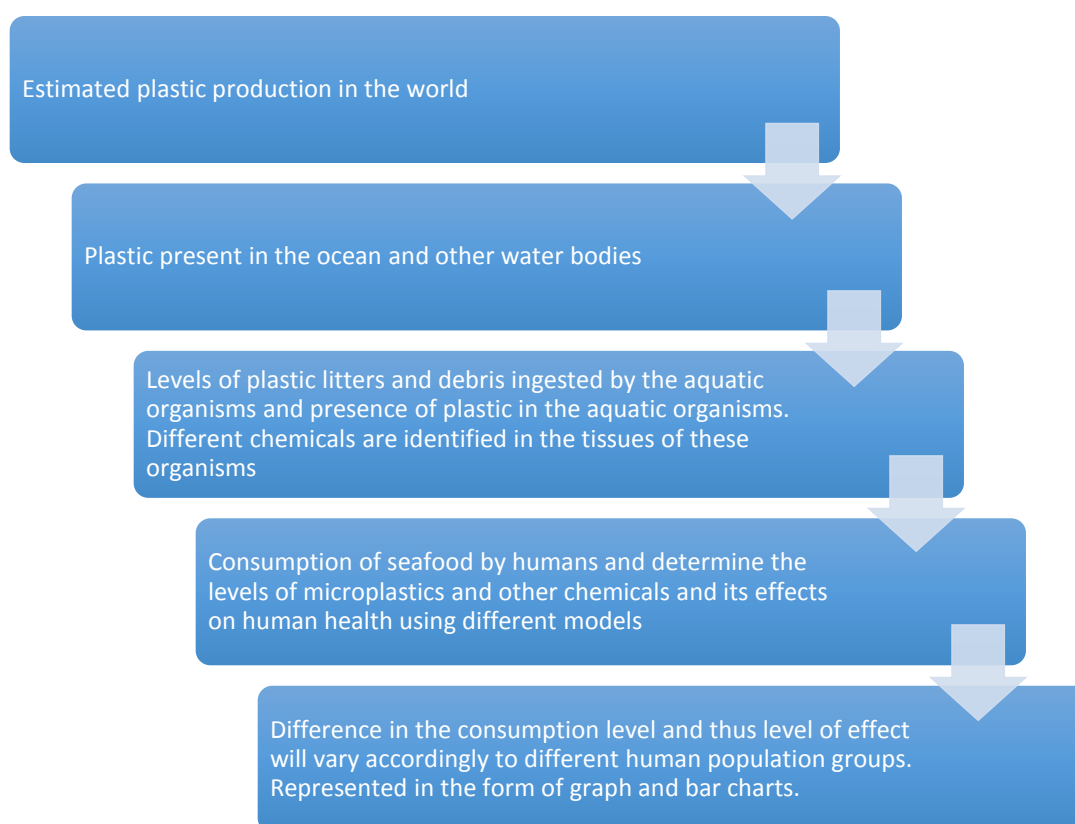 Estimated plastic production in the world
Plastic present in the ocean and other water bodies
Levels of plastic litters and debris ingested by the aquatic
organisms and presence of plastic in the aquatic organisms.
Different chemicals are identified in the tissues of these
organisms
Consumption of seafood by humans and determine the
levels of microplastics and other chemicals and its effects
on human health using different models
Difference in the consumption level and thus level of effect
will vary accordingly to different human population groups.
Represented in the form of graph and bar charts.